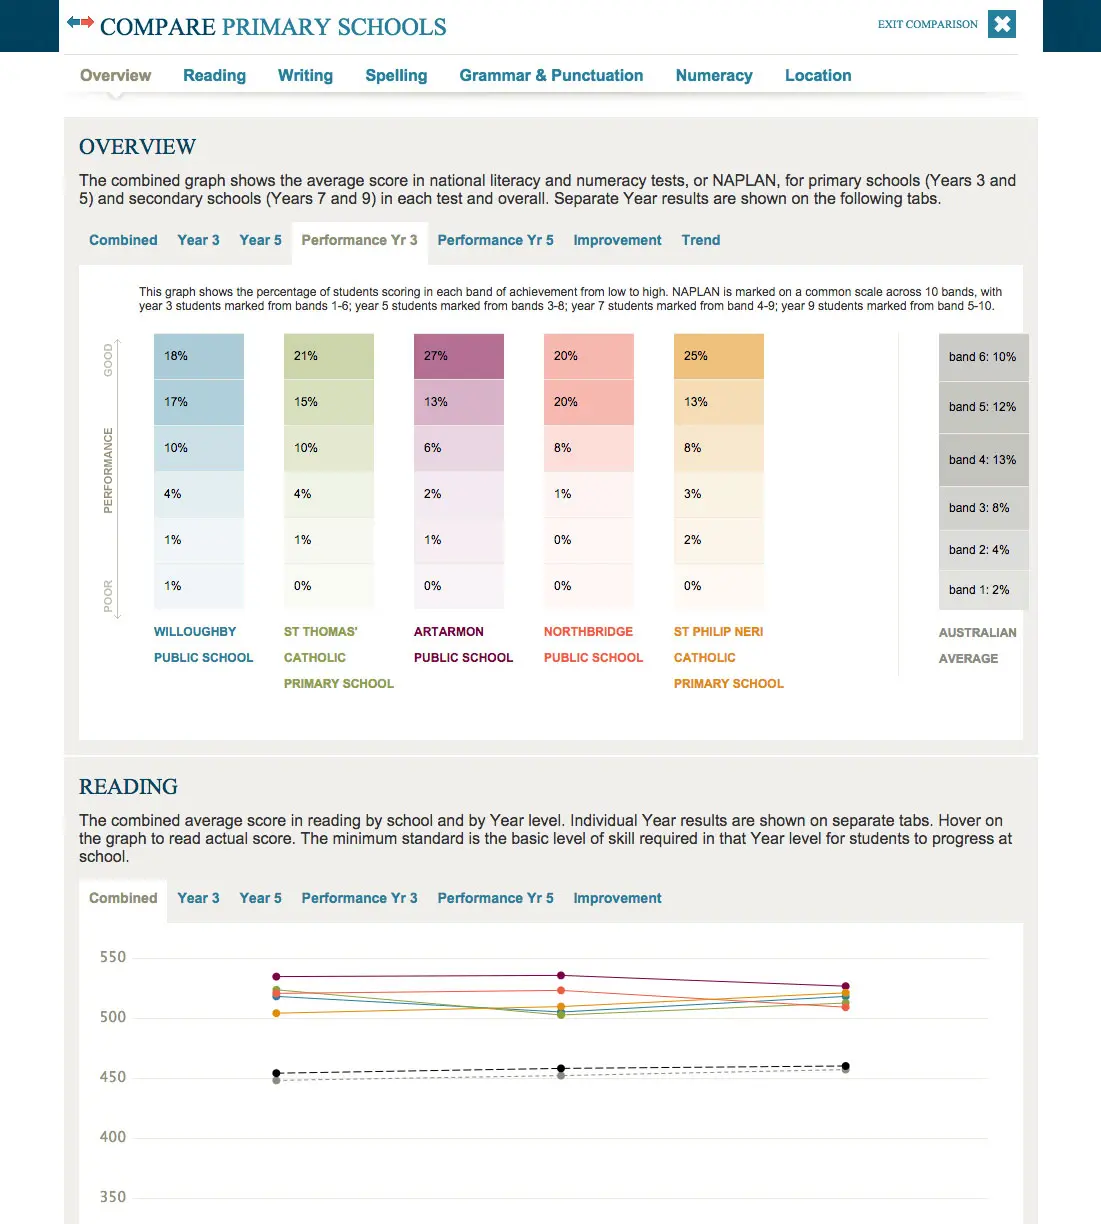 COMPARE PRIMARY SCHOOLS
EXIT COMPARISON
Overview Reading Writing Spelling Grammar & Punctuation Numeracy Location
OVERVIEW
The combined graph shows the average score in national literacy and numeracy tests, or NAPLAN, for primary schools (Years 3 and
5) and secondary schools (Years 7 and 9) in each test and overall. Separate Year results are shown on the following tabs.
Combined Year 3 Year 5 Performance Yr 3 Performance Yr 5 Improvement Trend
This graph shows the percentage of students scoring in each band of achievement from low to high. NAPLAN is marked on a common scale across 10 bands, with
year 3 students marked from bands 1-6; year 5 students marked from bands 3-8; year 7 students marked from band 4-9; year 9 students marked from band 5-10.
GOOD
PERFORMANCE
POOR
18% 21% 27% 20% 25% band 6: 10%
17% 15% 13% 20% 13% band 5: 12%
10% 10% 6% 8% 8% band 4: 13%
4% 4% 2% 1% 3% band 3: 8%
1% 1% 1% 0% 2% band 2: 4%
1% 0% 0% 0% 0% band 1: 2%
WILLOUGHBY
PUBLIC SCHOOL
ST THOMAS'
CATHOLIC
PRIMARY SCHOOL
ARTARMON
PUBLIC SCHOOL
NORTHBRIDGE
PUBLIC SCHOOL
ST PHILIP NERI
CATHOLIC
PRIMARY SCHOOL
AUSTRALIAN
AVERAGE
READING
The combined average score in reading by school and by Year level. Individual Year results are shown on separate tabs. Hover on
the graph to read actual score. The minimum standard is the basic level of skill required in that Year level for students to progress at
school.
Combined Year 3 Year 5 Performance Yr 3 Performance Yr 5 Improvement
550
500
450
400
350